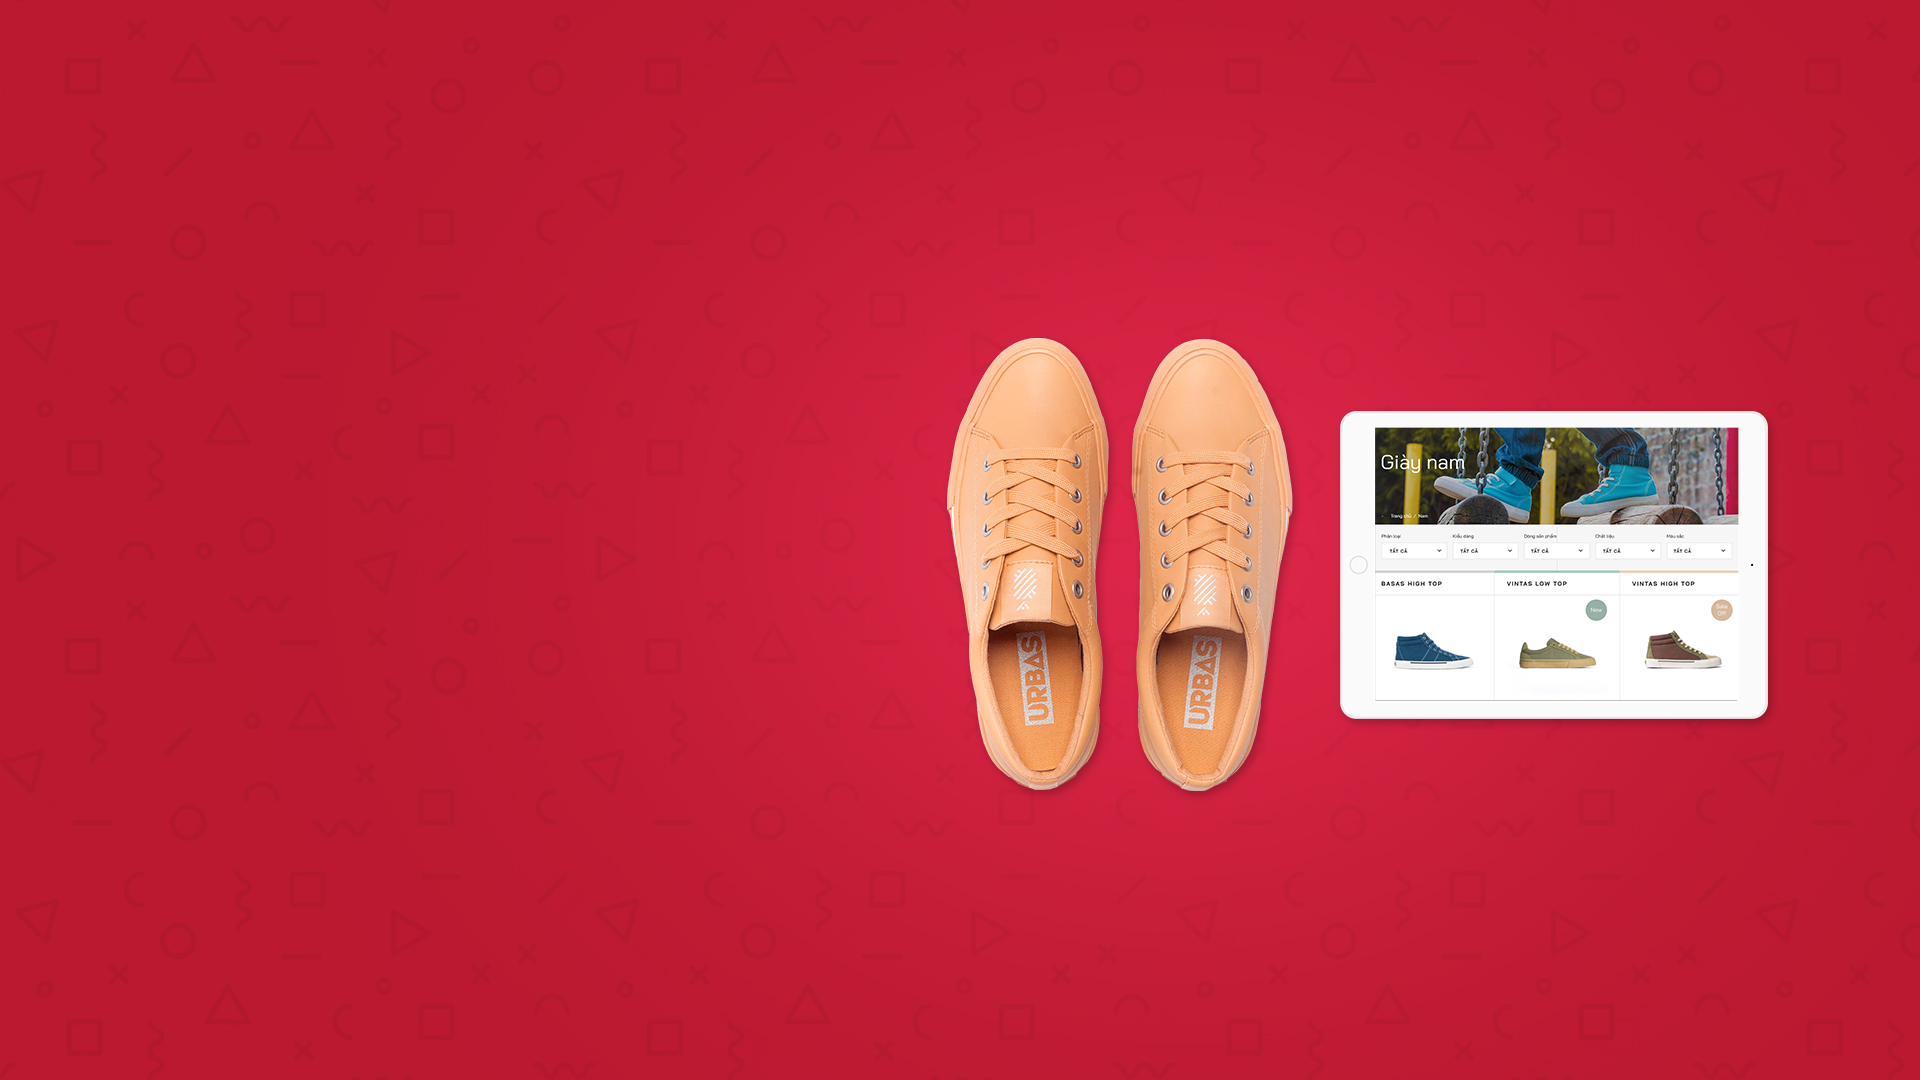 URBAS
URBAS
Giày nam
Trang chủ / Nam
Phân loại
Kiểu dáng
Dòng sản phẩm
Chất liệu
Màu sắc
TẤT CẢ
TẤT CẢ
TẤT CẢ
TẤT CẢ
TẤT CẢ
BASAS HIGH TOP
VINTAS LOW TOP
VINTAS HIGH TOP
New
Sale
Off